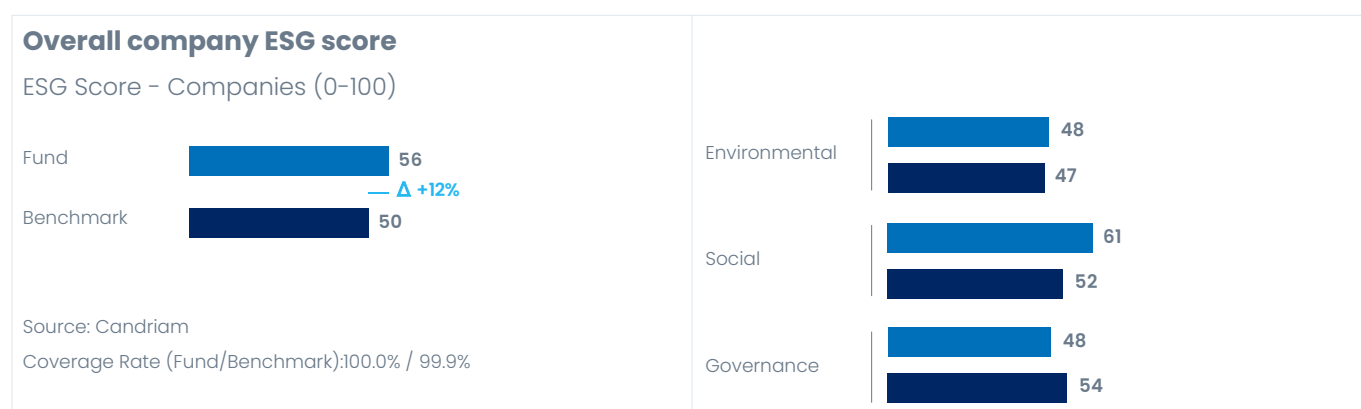 Overall company ESG score
ESG Score - Companies (0-100)
Fund
56
Δ +12%
Benchmark
50
Source: Candriam
Coverage Rate (Fund/Benchmark):100.0% / 99.9%
Environmental
48
47
Social
61
52
Governance
48
54